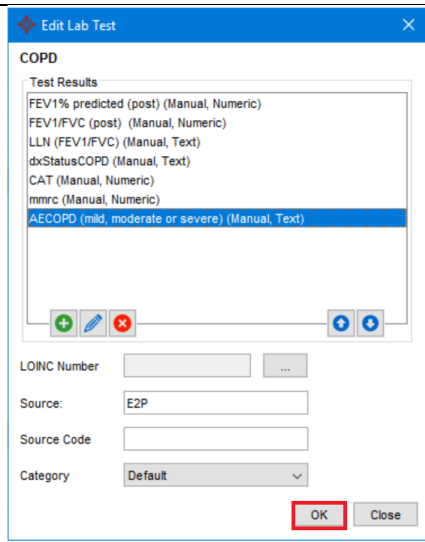 Edit Lab Test
COPD
Test Results
FEV1% predicted (post) (Manual, Numeric)
FEV1/FVC (post)  (Manual, Numeric)
LLN (FEV1/FVC) (Manual, Text)
dxStatusCOPD (Manual, Text)
CAT (Manual, Numeric)
mmrc (Manual, Numeric)
AECOPD (mild, moderate or severe) (Manual, Text)
LOINC Number ...
Source: E2P
Source Code
Category Default
OK Close